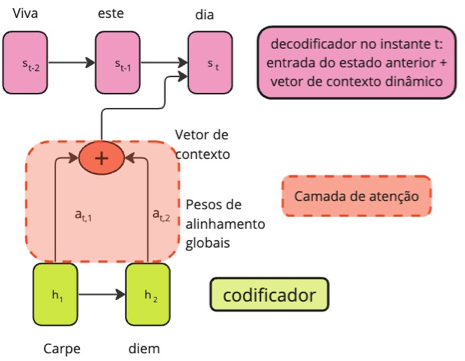 Viva este dia
s t-2
s t-1
s t
decodificador no instante t:
entrada do estado anterior +
vetor de contexto dinâmico
Vetor de
contexto
+
a t,1
a t,2
Pesos de
alinhamento
globais
Camada de atenção
h 1
h 2
codificador
Carpe diem